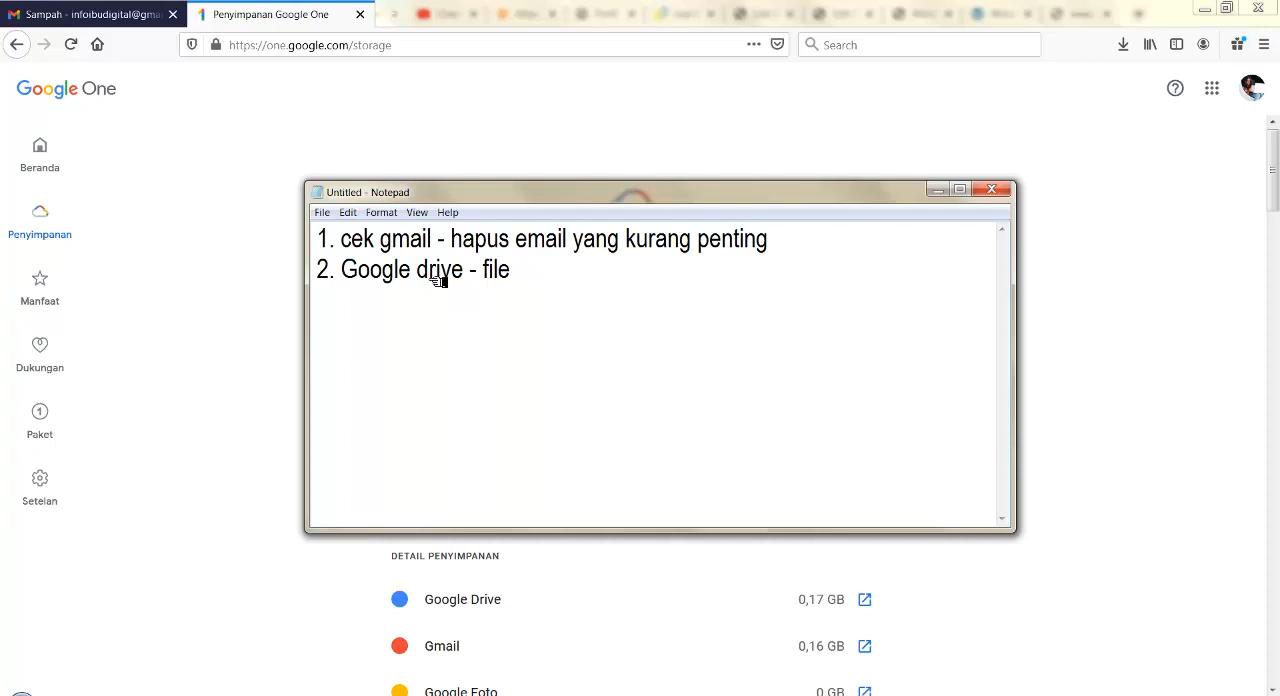 Sampah - infoibudigital@gma
Penyimpanan Google One
https://one.google.com/storage
Search
Google One
Beranda
Penyimpanan
Manfaat
Dukungan
1
Paket
Setelan
Untitled - Notepad
File Edit Format View Help
1. cek gmail - hapus email yang kurang penting
2. Google drive - file
DETAIL PENYIMPANAN
Google Drive 0,17 GB
Gmail 0,16 GB
Google Foto 0 GB